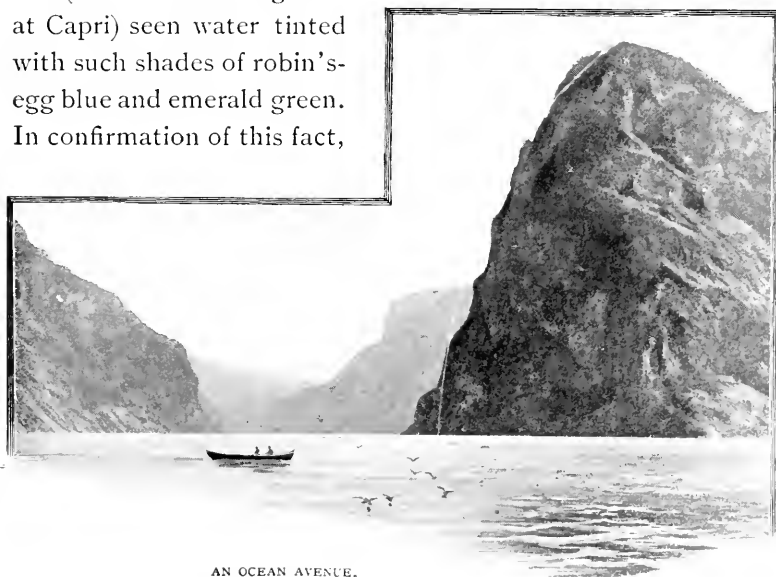 at Capri) seen water tinted
with such shades of robin's-
egg blue and emerald green.
In confirmation of this fact,
AN OCEAN AVENUE.